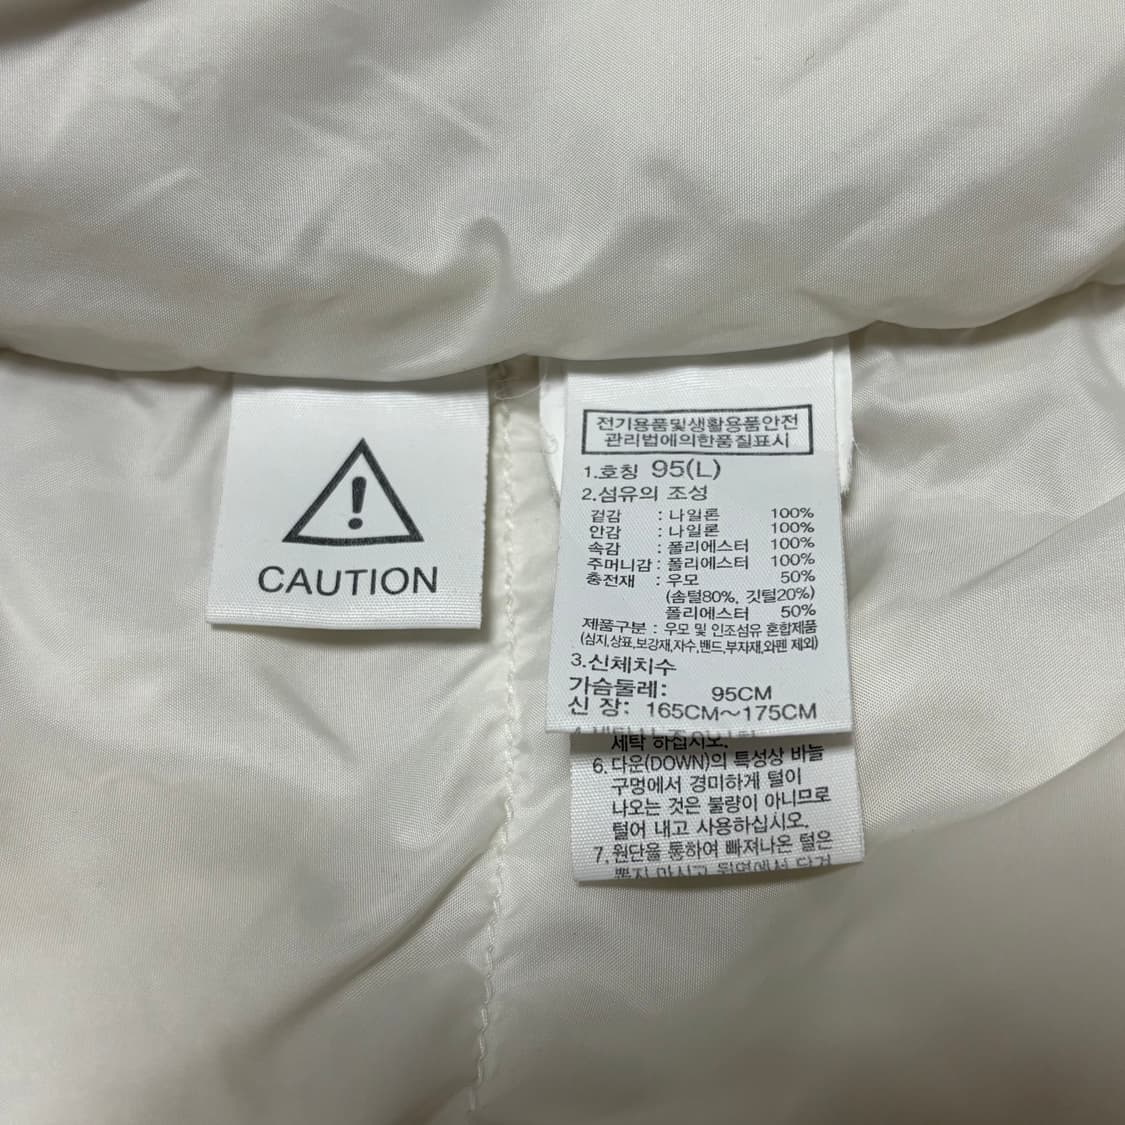 CAUTION
전기용품및생활용품안전
관리법에의한품질표시
1.호칭 95(L)
2.섬유의 조성
겉감 : 나일론 100%
안감 : 나일론 100%
속감 : 폴리에스터 100%
주머니감 : 폴리에스터 100%
충전재 : 우모 50%
(솜털80%, 깃털20%)
폴리에스터 50%
제품구분 : 우모 및 인조섬유 혼합제품
(심지,상표,보강재,자수,밴드,부자재,와펜 제외)
3.신체치수
가슴둘레: 95CM
신 장: 165CM~175CM
세탁 하십시오.
6. 다운(DOWN)의 특성상 바늘
구멍에서 경미하게 털이
나오는 것은 불량이 아니므로
털어 내고 사용하십시오.
7. 원단을 통하여 빠져나온 털은